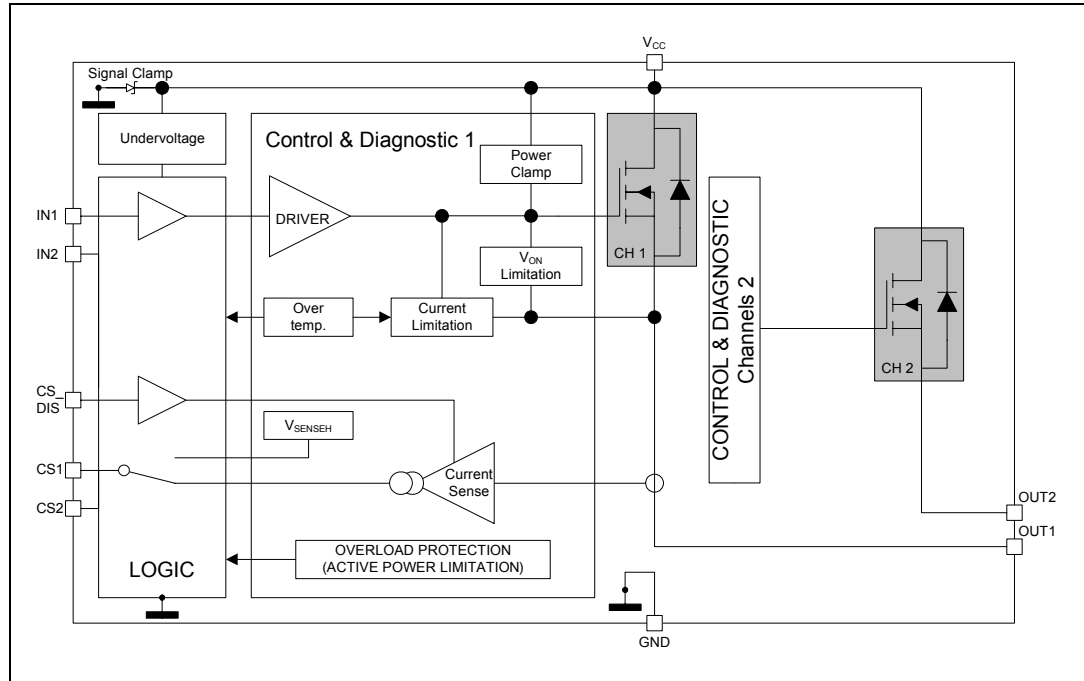 VCC
Signal Clamp
Undervoltage
Control & Diagnostic 1
Power
Clamp
IN1
DRIVER
IN2
CH 1
VON
Limitation
Over
temp.
Current
Limitation
CONTROL & DIAGNOSTIC
Channels 2
CH 2
CS_
DIS
VSENSEH
CS1
Current
Sense
CS2
OUT2
OUT1
OVERLOAD PROTECTION
(ACTIVE POWER LIMITATION)
LOGIC
GND